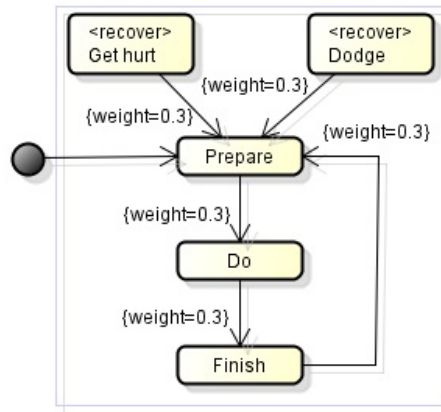 <recover>
Get hurt
<recover>
Dodge
{weight=0.3}
{weight=0.3}
{weight=0.3}
Prepare
{weight=0.3}
Do
{weight=0.3}
Finish